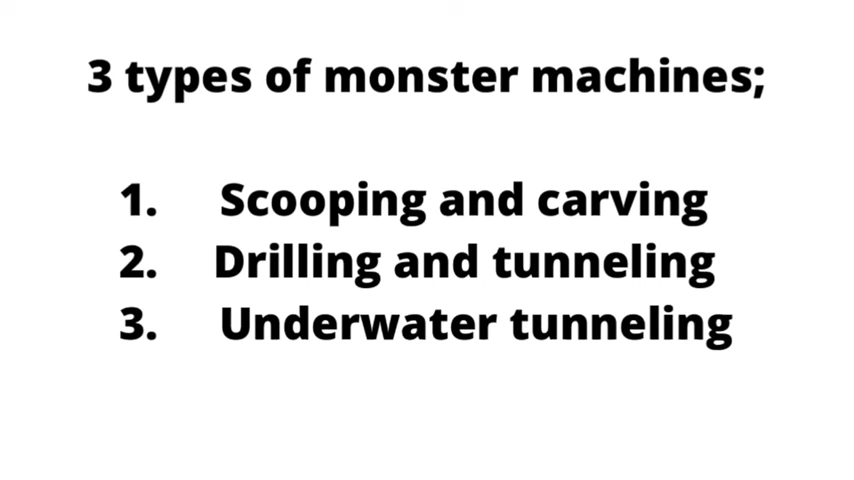 3 types of monster machines;
1. Scooping and carving
2. Drilling and tunneling
3. Underwater tunneling